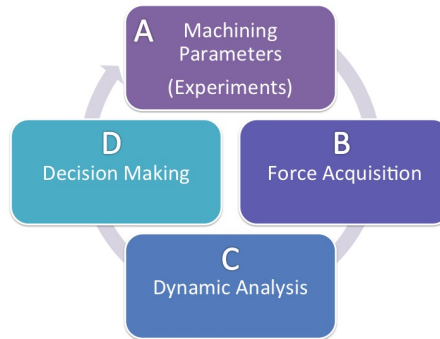 A
Machining
Parameters
(Experiments)
B
Force Acquisition
C
Dynamic Analysis
D
Decision Making